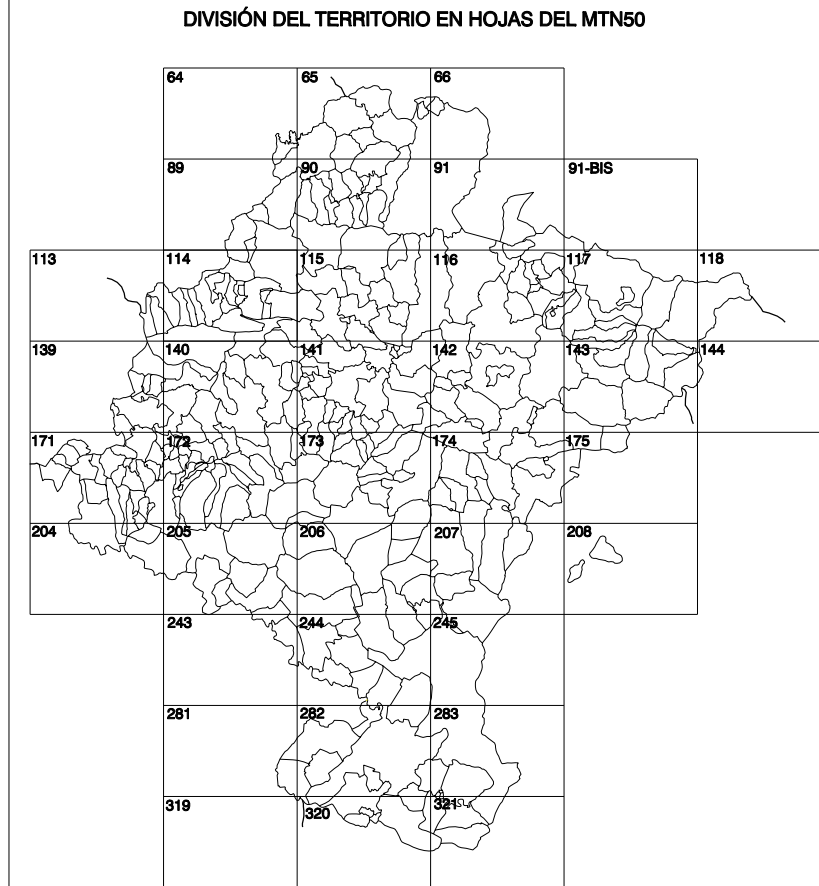 DIVISIÓN DEL TERRITORIO EN HOJAS DEL MTN50
64 65 66
89 90 91 91-BIS
113 114 115 116 117 118
139 140 141 142 143 144
171 172 173 174 175
204 205 206 207 208
243 244 245
281 282 283
319 320 321